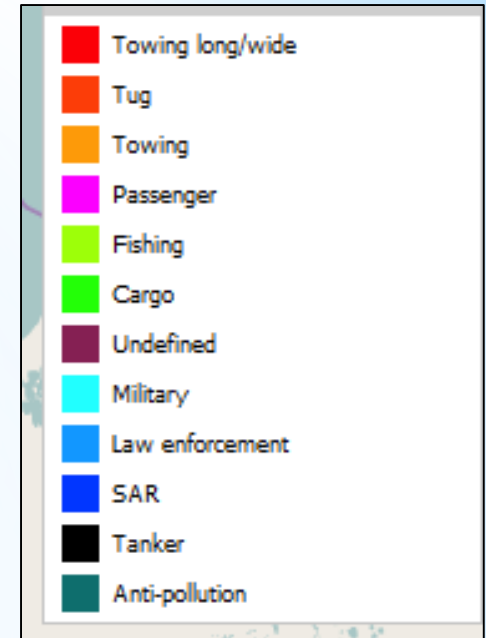 Towing long/wide
Tug
Towing
Passenger
Fishing
Cargo
Undefined
Military
Law enforcement
SAR
Tanker
Anti-pollution